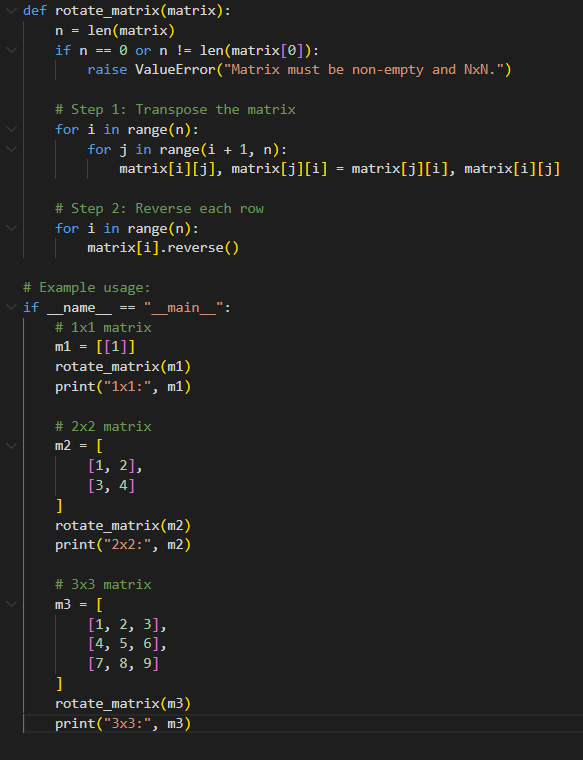 def rotate_matrix(matrix):
    n = len(matrix)
    if n == 0 or n != len(matrix[0]):
        raise ValueError("Matrix must be non-empty and NxN.")

    # Step 1: Transpose the matrix
    for i in range(n):
        for j in range(i + 1, n):
            matrix[i][j], matrix[j][i] = matrix[j][i], matrix[i][j]

    # Step 2: Reverse each row
    for i in range(n):
        matrix[i].reverse()

# Example usage:
if __name__ == "__main__":
    # 1x1 matrix
    m1 = [[1]]
    rotate_matrix(m1)
    print("1x1:", m1)

    # 2x2 matrix
    m2 = [
        [1, 2],
        [3, 4]
    ]
    rotate_matrix(m2)
    print("2x2:", m2)

    # 3x3 matrix
    m3 = [
        [1, 2, 3],
        [4, 5, 6],
        [7, 8, 9]
    ]
    rotate_matrix(m3)
    print("3x3:", m3)